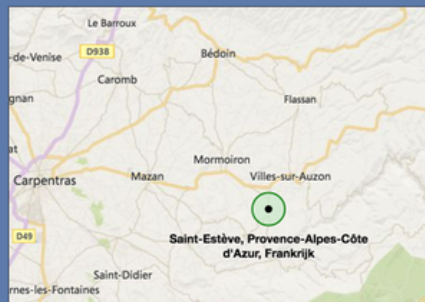 Le Barroux
D938
Bédoin
-de-Venise
Caromb
gnan
Flassan
at
Mormoiron
Carpentras
Mazan
Villes-sur-Auzon
D49
Saint-Estève, Provence-Alpes-Côte
d'Azur, Frankrijk
Saint-Didier
rnes-les-Fontaines